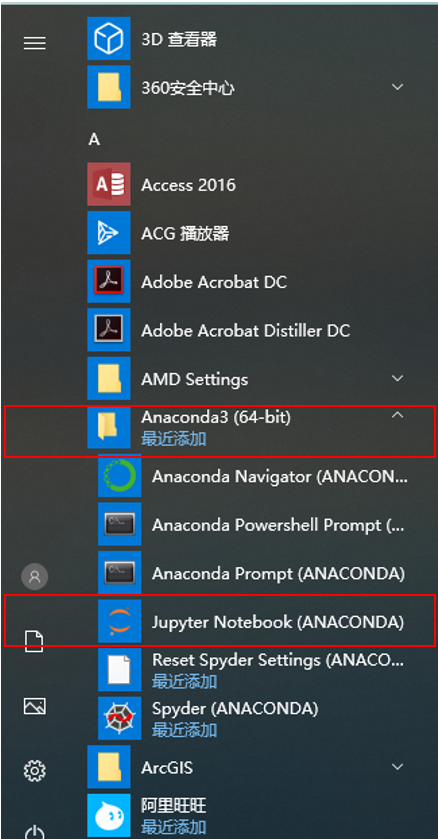 3D 查看器
360安全中心
A
Access 2016
ACG 播放器
Adobe Acrobat DC
Adobe Acrobat Distiller DC
AMD Settings
Anaconda3 (64-bit)
最近添加
Anaconda Navigator (ANACON...
Anaconda Powershell Prompt (...
Anaconda Prompt (ANACONDA)
Jupyter Notebook (ANACONDA)
Reset Spyder Settings (ANACO...
最近添加
Spyder (ANACONDA)
最近添加
ArcGIS
阿里旺旺
最近添加